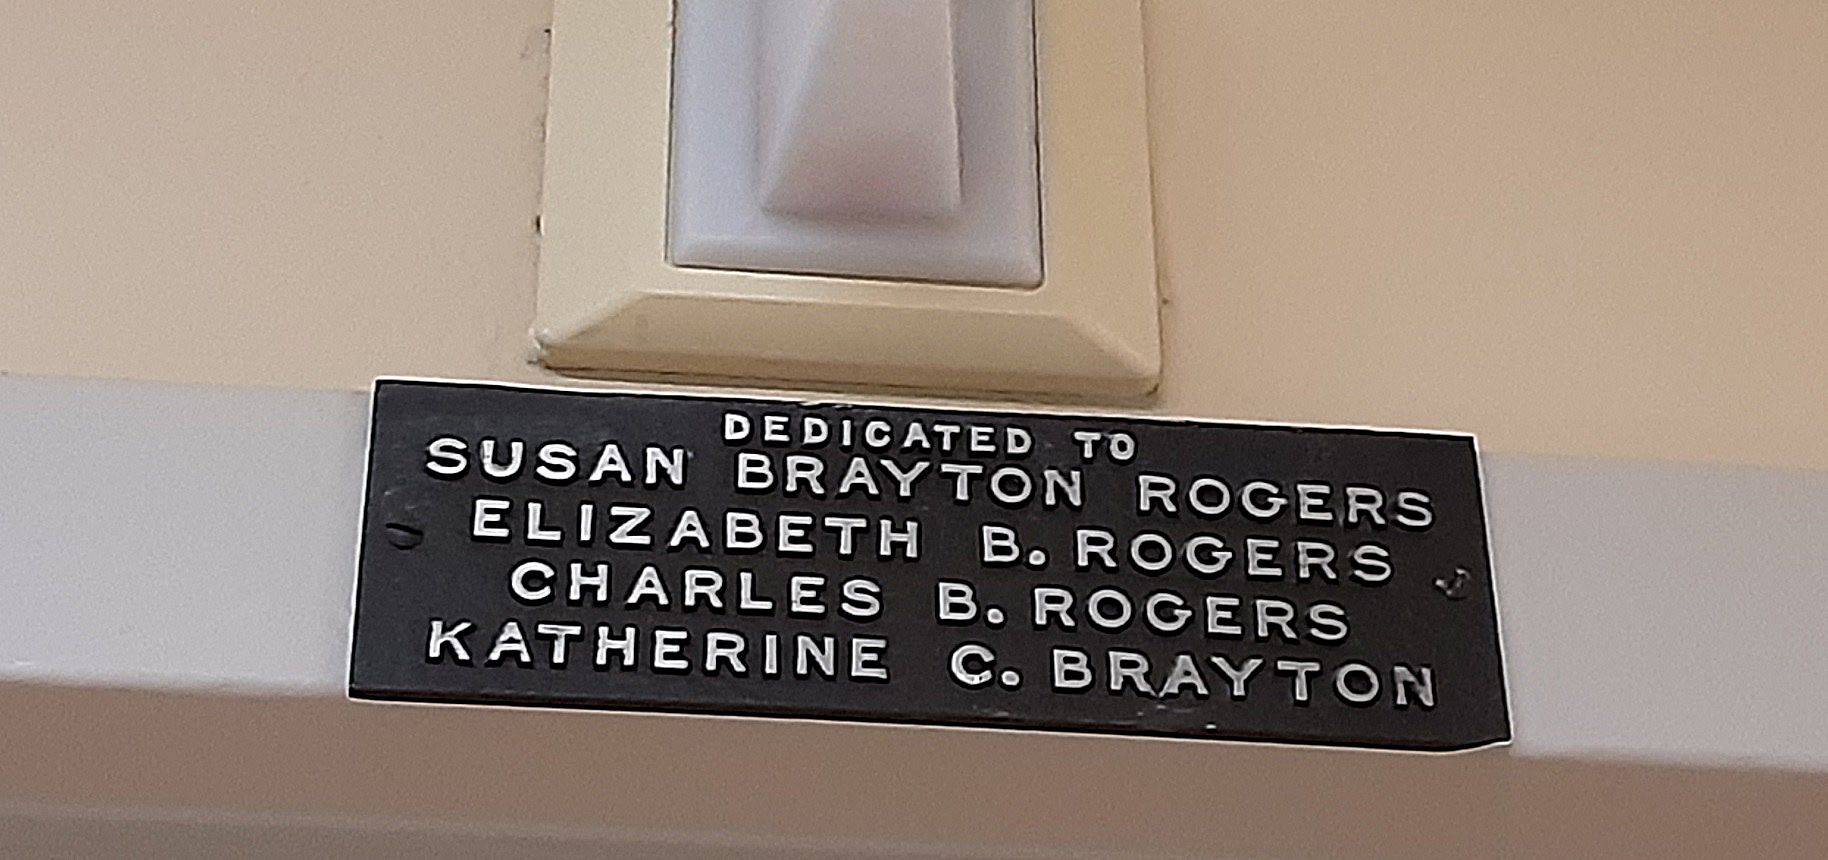 DEDICATED TO
SUSAN BRAYTON ROGERS
ELIZABETH B. ROGERS
CHARLES B. ROGERS
KATHERINE C. BRAYTON